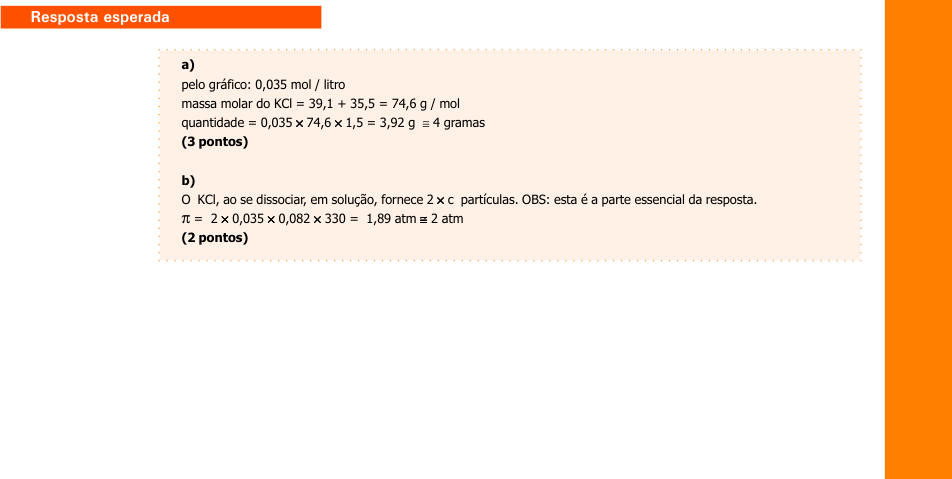 Resposta esperada
a)
pelo gráfico: 0,035 mol / litro
massa molar do KCl = 39,1 + 35,5 = 74,6 g / mol
quantidade = 0,035 × 74,6 × 1,5 = 3,92 g ≅ 4 gramas
(3 pontos)
b)
O KCl, ao se dissociar, em solução, fornece 2 × c partículas. OBS: esta é a parte essencial da resposta.
π = 2 × 0,035 × 0,082 × 330 = 1,89 atm ≅ 2 atm
(2 pontos)